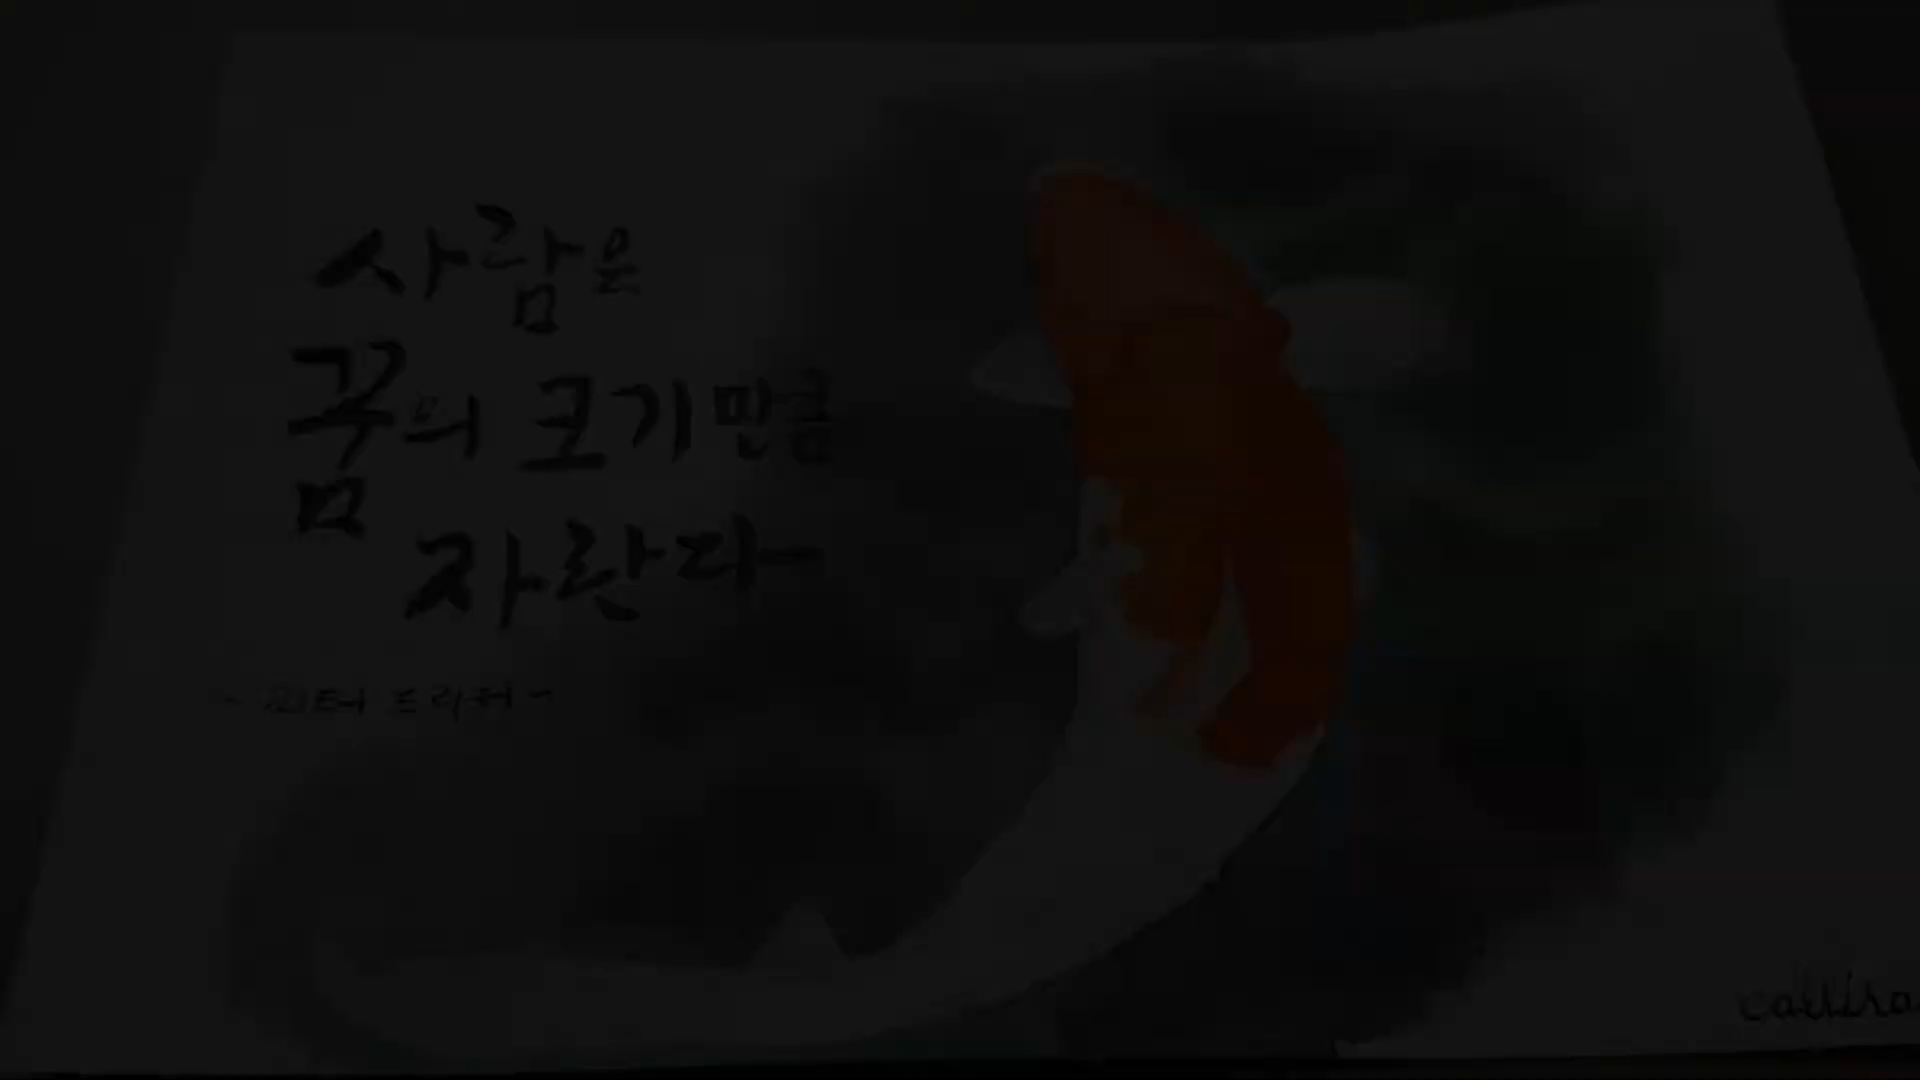 사람은
꿈의 크기만큼
자란다
- 피터 드러커 -